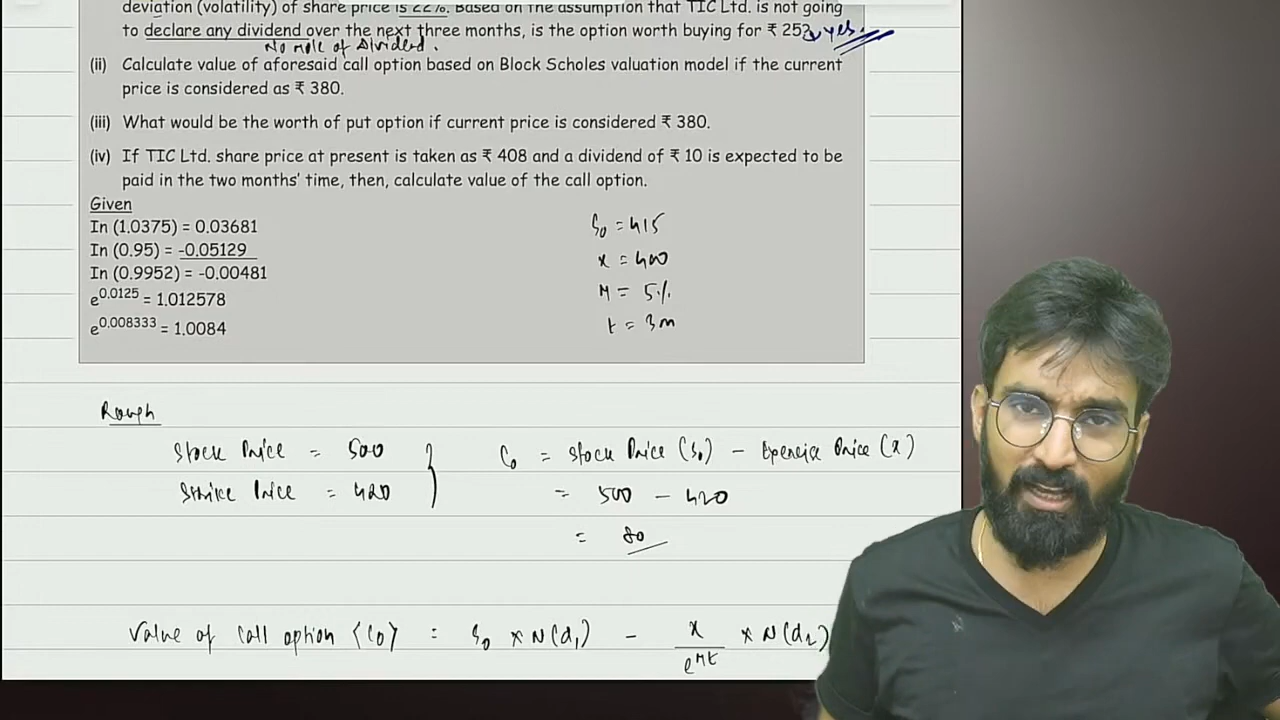 deviation (volatility) of share price is 22%. Based on the assumption that TIC Ltd. is not going
to declare any dividend over the next three months, is the option worth buying for ₹ 25? yes.
No role of Dividend.
(ii) Calculate value of aforesaid call option based on Block Scholes valuation model if the current
price is considered as ₹ 380.
(iii) What would be the worth of put option if current price is considered ₹ 380.
(iv) If TIC Ltd. share price at present is taken as ₹ 408 and a dividend of ₹ 10 is expected to be
paid in the two months' time, then, calculate value of the call option.
Given
In (1.0375) = 0.03681
In (0.95) = -0.05129
In (0.9952) = -0.00481
e^0.0125 = 1.012578
e^0.008333 = 1.0084
S₀ = 415
x = 400
r = 5%
t = 3m
Rough
Stock Price = 500
Strike Price = 420
C₀ = Stock Price (S₀) - Exercise Price (x)
= 500 - 420
= 80
Value of Call option (C₀) = S₀ × N(d₁) - x / e^rt × N(d₂)